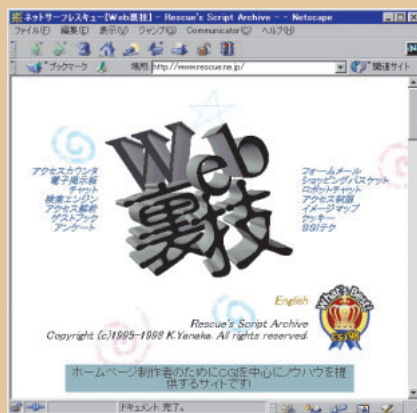 ネットサーフレスキュー[Web裏技] - Rescue's Script Archive - - Netscape
ファイル(F) 編集(E) 表示(V) ジャンプ(G) Communicator(C) ヘルプ(H)
ブックマーク 場所: http://www.rescue.ne.jp/ 関連サイト
Web
裏技
アクセスカウンタ
電子掲示板
チャット
検索エンジン
アクセス解析
ゲストブック
アンケート
フォームメール
ショッピングバスケット
ロボットチャット
アクセス制限
イメージマップ
クッキー
SSIテク
English
What's Best!
CSJ'98
Rescue's Script Archive
Copyright (c)1995-1998 K.Yanaka. All rights reserved.
ホームページ制作者のためにCGIを中心にノウハウを提
供するサイトです!
ドキュメント: 完了。